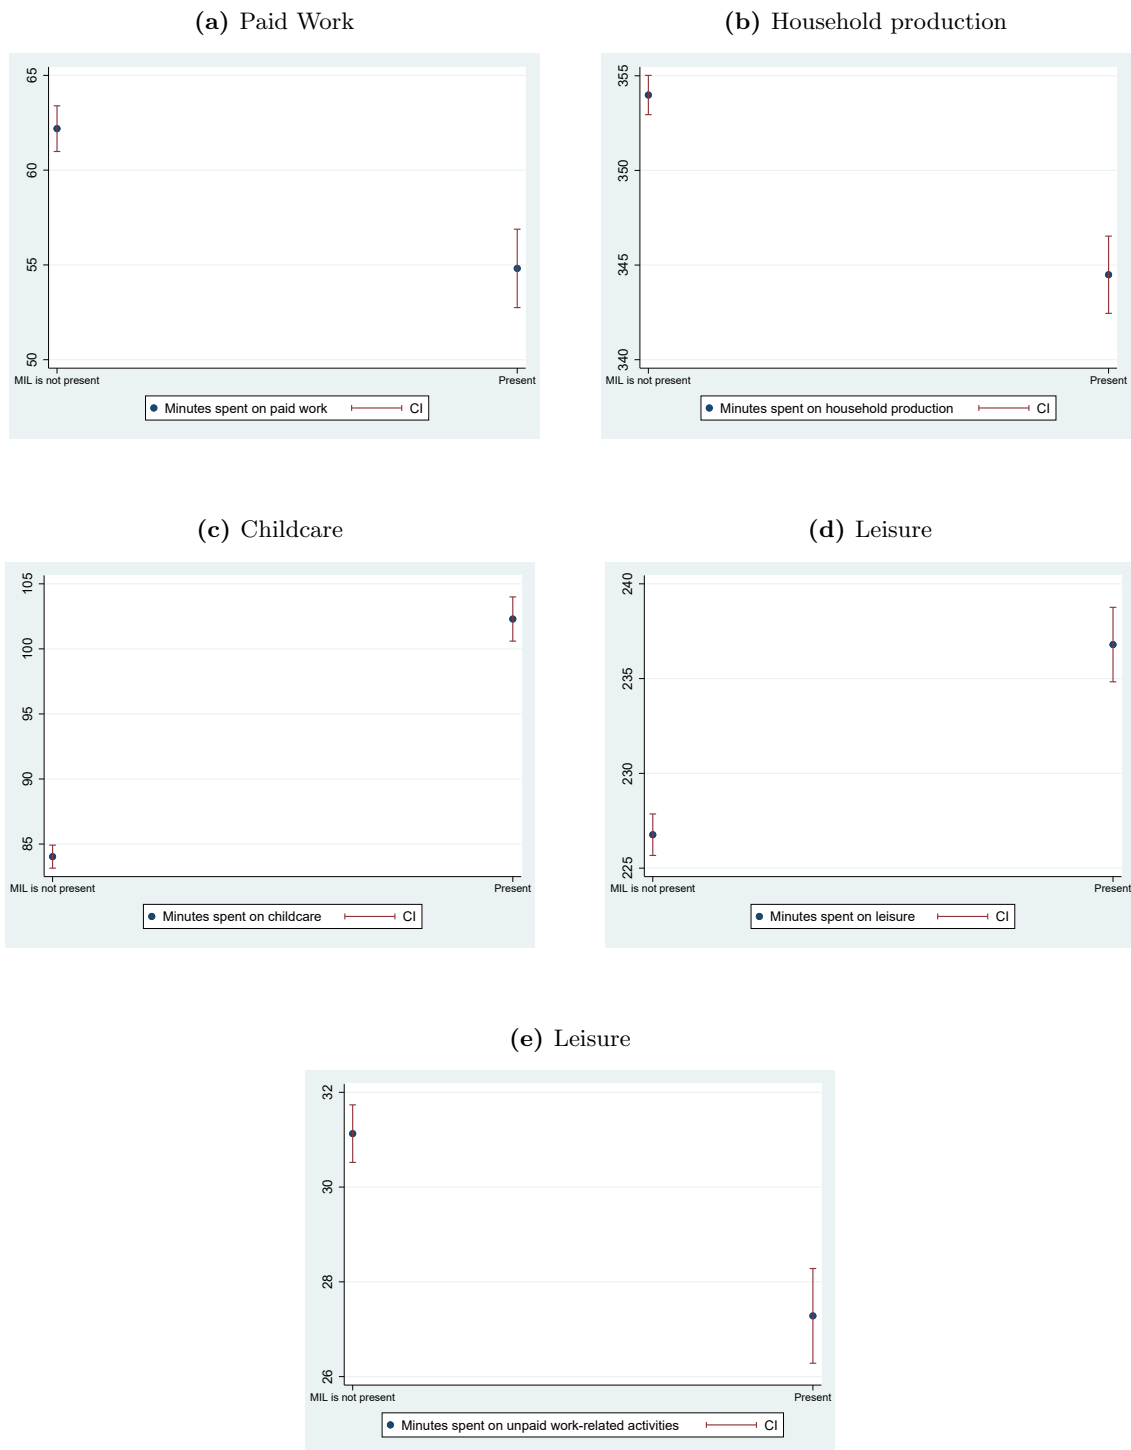 (a) Paid Work
65
60
55
50
MIL is not present
Present
Minutes spent on paid work CI
(b) Household production
355
350
345
340
MIL is not present
Present
Minutes spent on household production CI
(c) Childcare
105
100
95
90
85
MIL is not present
Present
Minutes spent on childcare CI
(d) Leisure
240
235
230
225
MIL is not present
Present
Minutes spent on leisure CI
(e) Leisure
32
30
28
26
MIL is not present
Present
Minutes spent on unpaid work-related activities CI